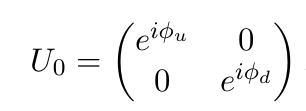 U_0 = \begin{pmatrix} e^{i\phi_u} & 0 \\ 0 & e^{i\phi_d} \end{pmatrix}